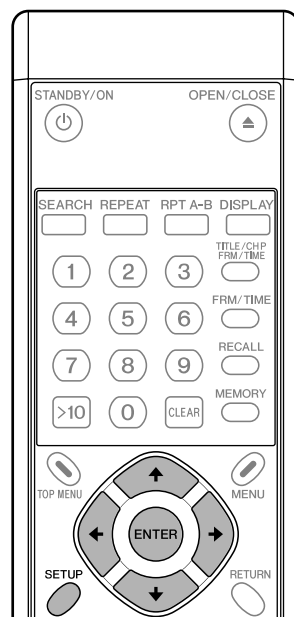 STANDBY/ON OPEN/CLOSE
SEARCH REPEAT RPT A-B DISPLAY
TITLE/CHP
FRM/TIME
1 2 3
FRM/TIME
4 5 6
RECALL
7 8 9
MEMORY
>10 0 CLEAR
TOP MENU MENU
ENTER
SETUP RETURN